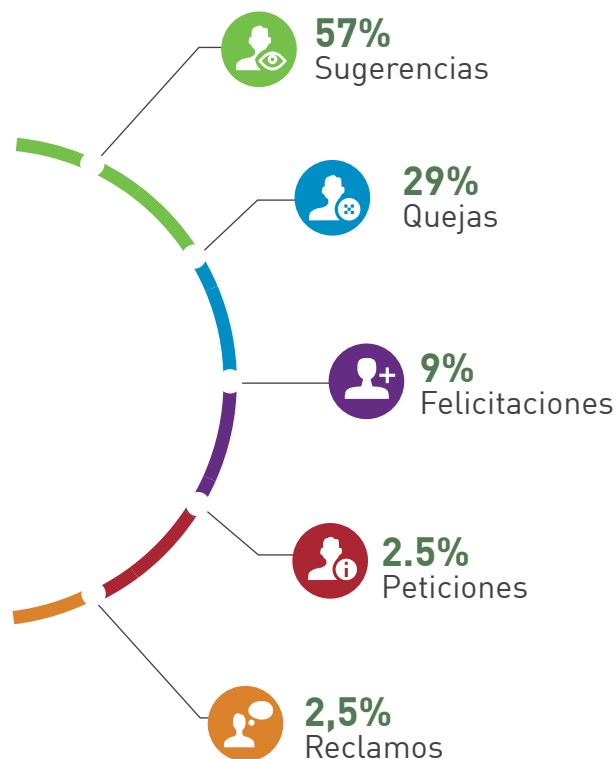 57%
Sugerencias
29%
Quejas
9%
Felicitaciones
2.5%
Peticiones
2,5%
Reclamos